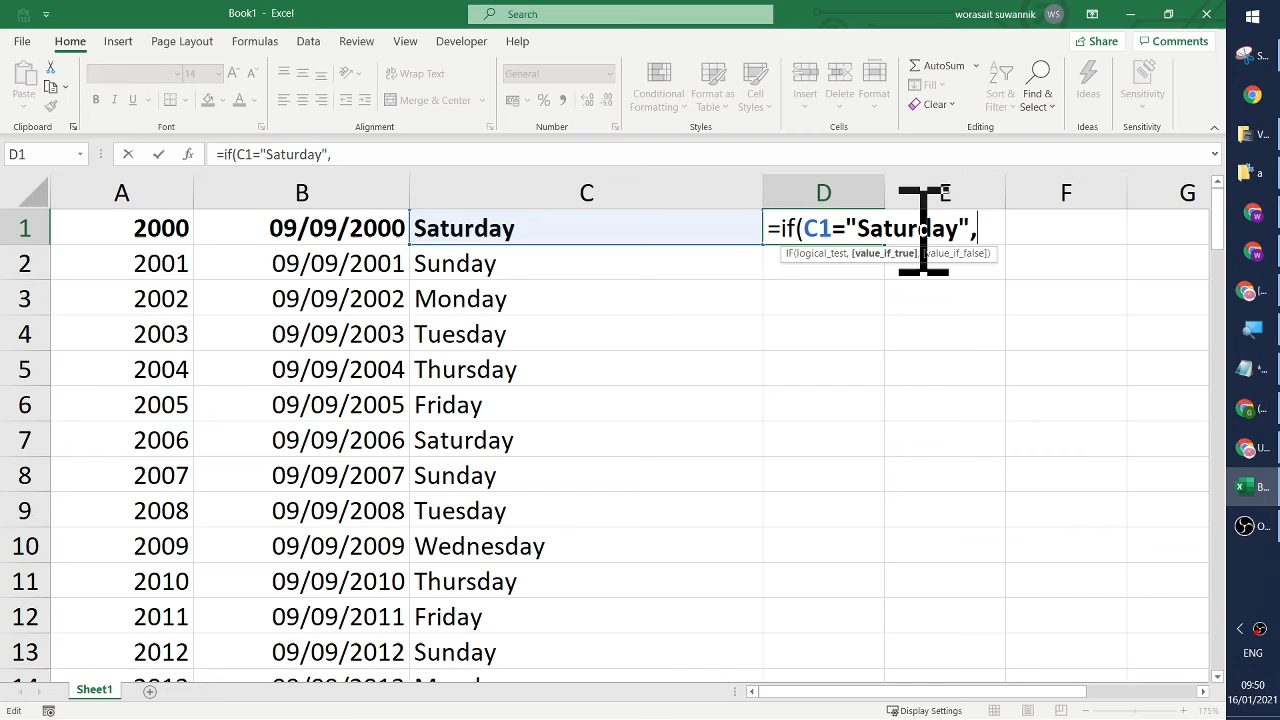 Book1 - Excel
Search
worasait suwannik
WS
File
Home
Insert
Page Layout
Formulas
Data
Review
View
Developer
Help
Share
Comments
Paste
14
Wrap Text
Merge & Center
General
Conditional
Formatting
Format as
Table
Cell
Styles
Insert
Delete
Format
AutoSum
Fill
Clear
Sort &
Filter
Find &
Select
Ideas
Sensitivity
Clipboard
Font
Alignment
Number
Styles
Cells
Editing
Ideas
Sensitivity
D1
=if(C1="Saturday",
A B C D E F G
1 2000 09/09/2000 Saturday =if(C1="Saturday",
IF(logical_test, [value_if_true], [value_if_false])
2 2001 09/09/2001 Sunday
3 2002 09/09/2002 Monday
4 2003 09/09/2003 Tuesday
5 2004 09/09/2004 Thursday
6 2005 09/09/2005 Friday
7 2006 09/09/2006 Saturday
8 2007 09/09/2007 Sunday
9 2008 09/09/2008 Tuesday
10 2009 09/09/2009 Wednesday
11 2010 09/09/2010 Thursday
12 2011 09/09/2011 Friday
13 2012 09/09/2012 Sunday
Sheet1
Edit
Display Settings
175%
S...
V...
a
U...
B...
O...
ENG
09:50
16/01/2021